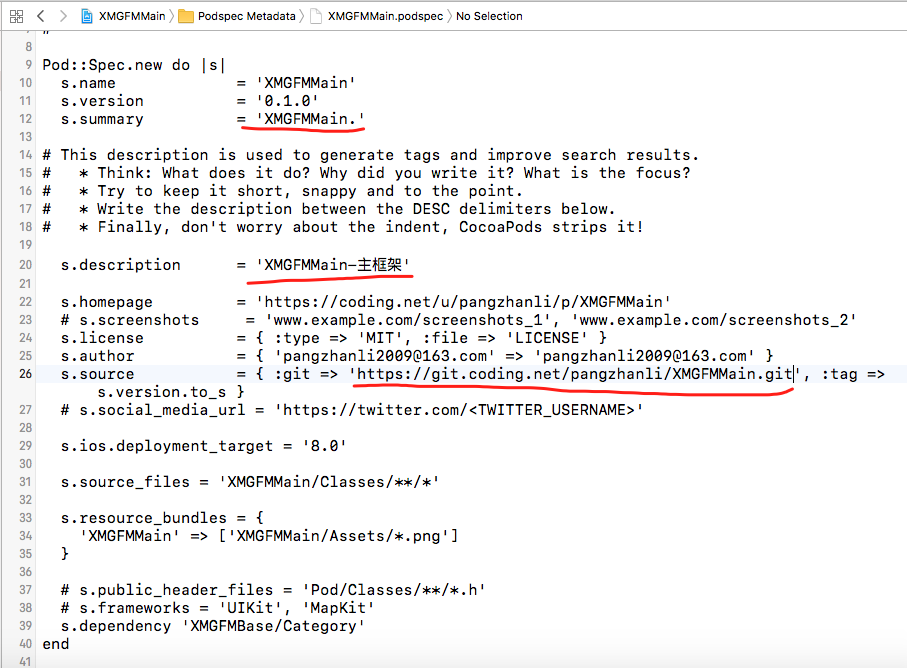 XMGFMMain 〉 Podspec Metadata 〉 XMGFMMain.podspec 〉 No Selection
#
8
9 Pod::Spec.new do |s|
10 s.name = 'XMGFMMain'
11 s.version = '0.1.0'
12 s.summary = 'XMGFMMain.'
13
14 # This description is used to generate tags and improve search results.
15 # * Think: What does it do? Why did you write it? What is the focus?
16 # * Try to keep it short, snappy and to the point.
17 # * Write the description between the DESC delimiters below.
18 # * Finally, don't worry about the indent, CocoaPods strips it!
19
20 s.description = 'XMGFMMain-主框架'
21
22 s.homepage = 'https://coding.net/u/pangzhanli/p/XMGFMMain'
23 # s.screenshots = 'www.example.com/screenshots_1', 'www.example.com/screenshots_2'
24 s.license = { :type => 'MIT', :file => 'LICENSE' }
25 s.author = { 'pangzhanli2009@163.com' => 'pangzhanli2009@163.com' }
26 s.source = { :git => 'https://git.coding.net/pangzhanli/XMGFMMain.git', :tag =>
s.version.to_s }
27 # s.social_media_url = 'https://twitter.com/<TWITTER_USERNAME>'
28
29 s.ios.deployment_target = '8.0'
30
31 s.source_files = 'XMGFMMain/Classes/**/*'
32
33 s.resource_bundles = {
34 'XMGFMMain' => ['XMGFMMain/Assets/*.png']
35 }
36
37 # s.public_header_files = 'Pod/Classes/**/*.h'
38 # s.frameworks = 'UIKit', 'MapKit'
39 s.dependency 'XMGFMBase/Category'
40 end
41